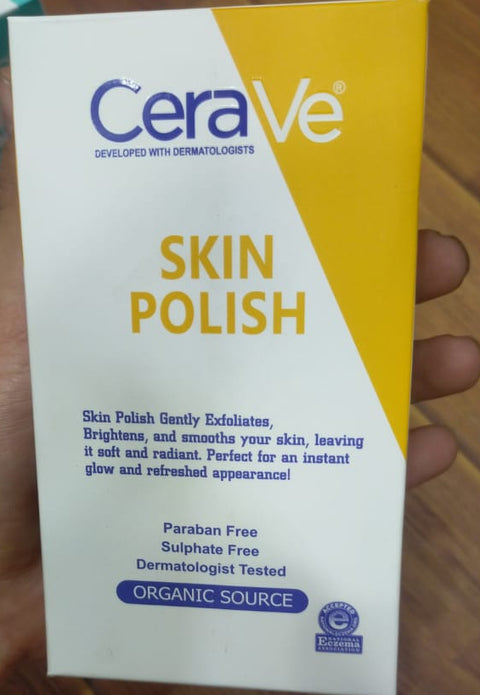 CeraVe®
DEVELOPED WITH DERMATOLOGISTS
SKIN
POLISH
Skin Polish Gently Exfoliates,
Brightens, and smooths your skin, leaving
it soft and radiant. Perfect for an instant
glow and refreshed appearance!
Paraban Free
Sulphate Free
Dermatologist Tested
ORGANIC SOURCE
ACCEPTED
e
NATIONAL
Eczema
ASSOCIATION